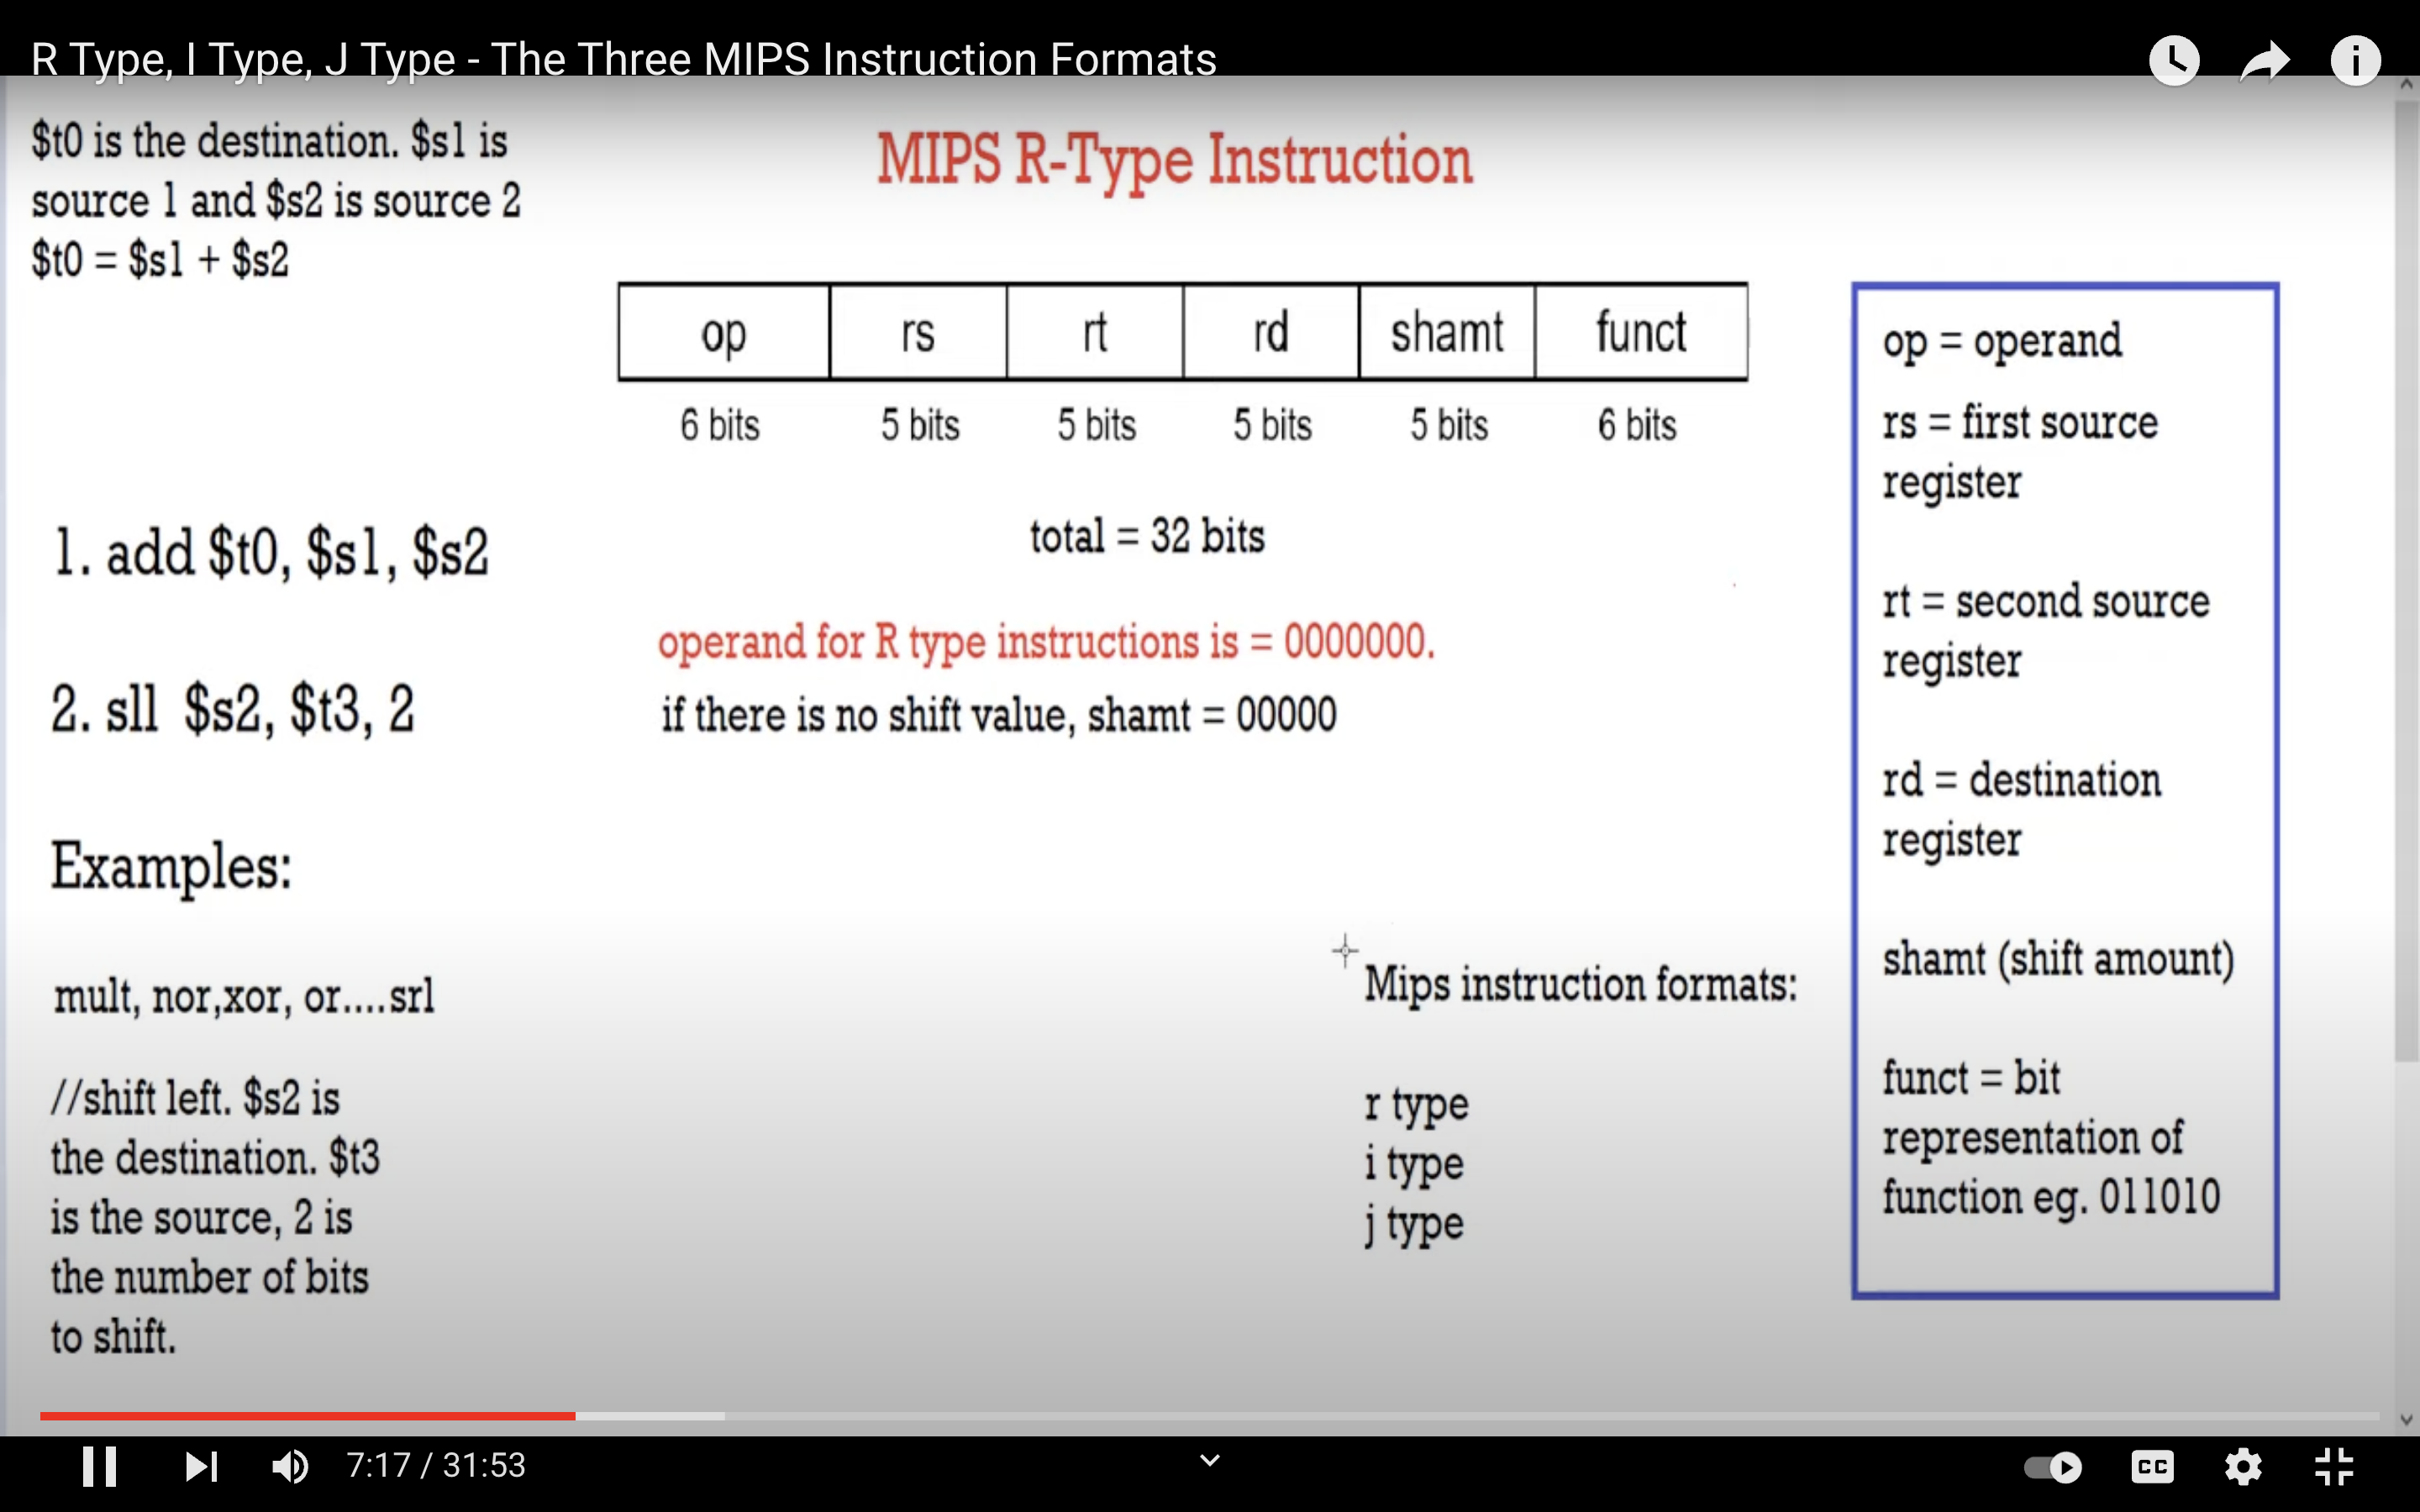 R Type, I Type, J Type - The Three MIPS Instruction Formats
$t0 is the destination. $s1 is
source 1 and $s2 is source 2
$t0 = $s1 + $s2
MIPS R-Type Instruction
op rs rt rd shamt funct
6 bits 5 bits 5 bits 5 bits 5 bits 6 bits
total = 32 bits
operand for R type instructions is = 0000000.
if there is no shift value, shamt = 00000
1. add $t0, $s1, $s2
2. sll $s2, $t3, 2
Examples:
mult, nor,xor, or....srl
//shift left. $s2 is
the destination. $t3
is the source, 2 is
the number of bits
to shift.
Mips instruction formats:
r type
i type
j type
op = operand
rs = first source
register
rt = second source
register
rd = destination
register
shamt (shift amount)
funct = bit
representation of
function eg. 011010
7:17 / 31:53
CC